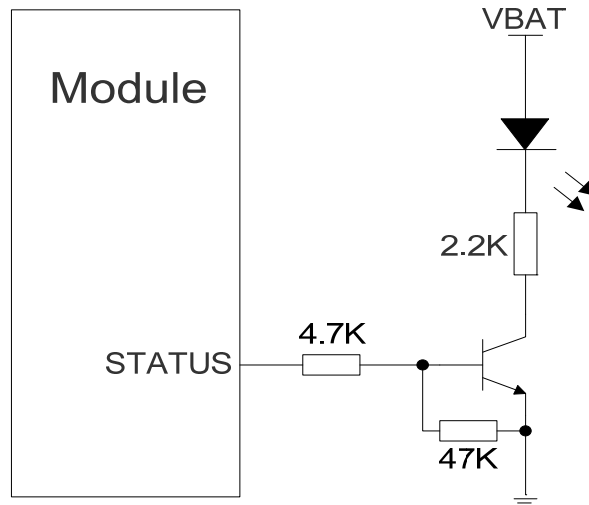 VBAT
Module
2.2K
4.7K
STATUS
47K